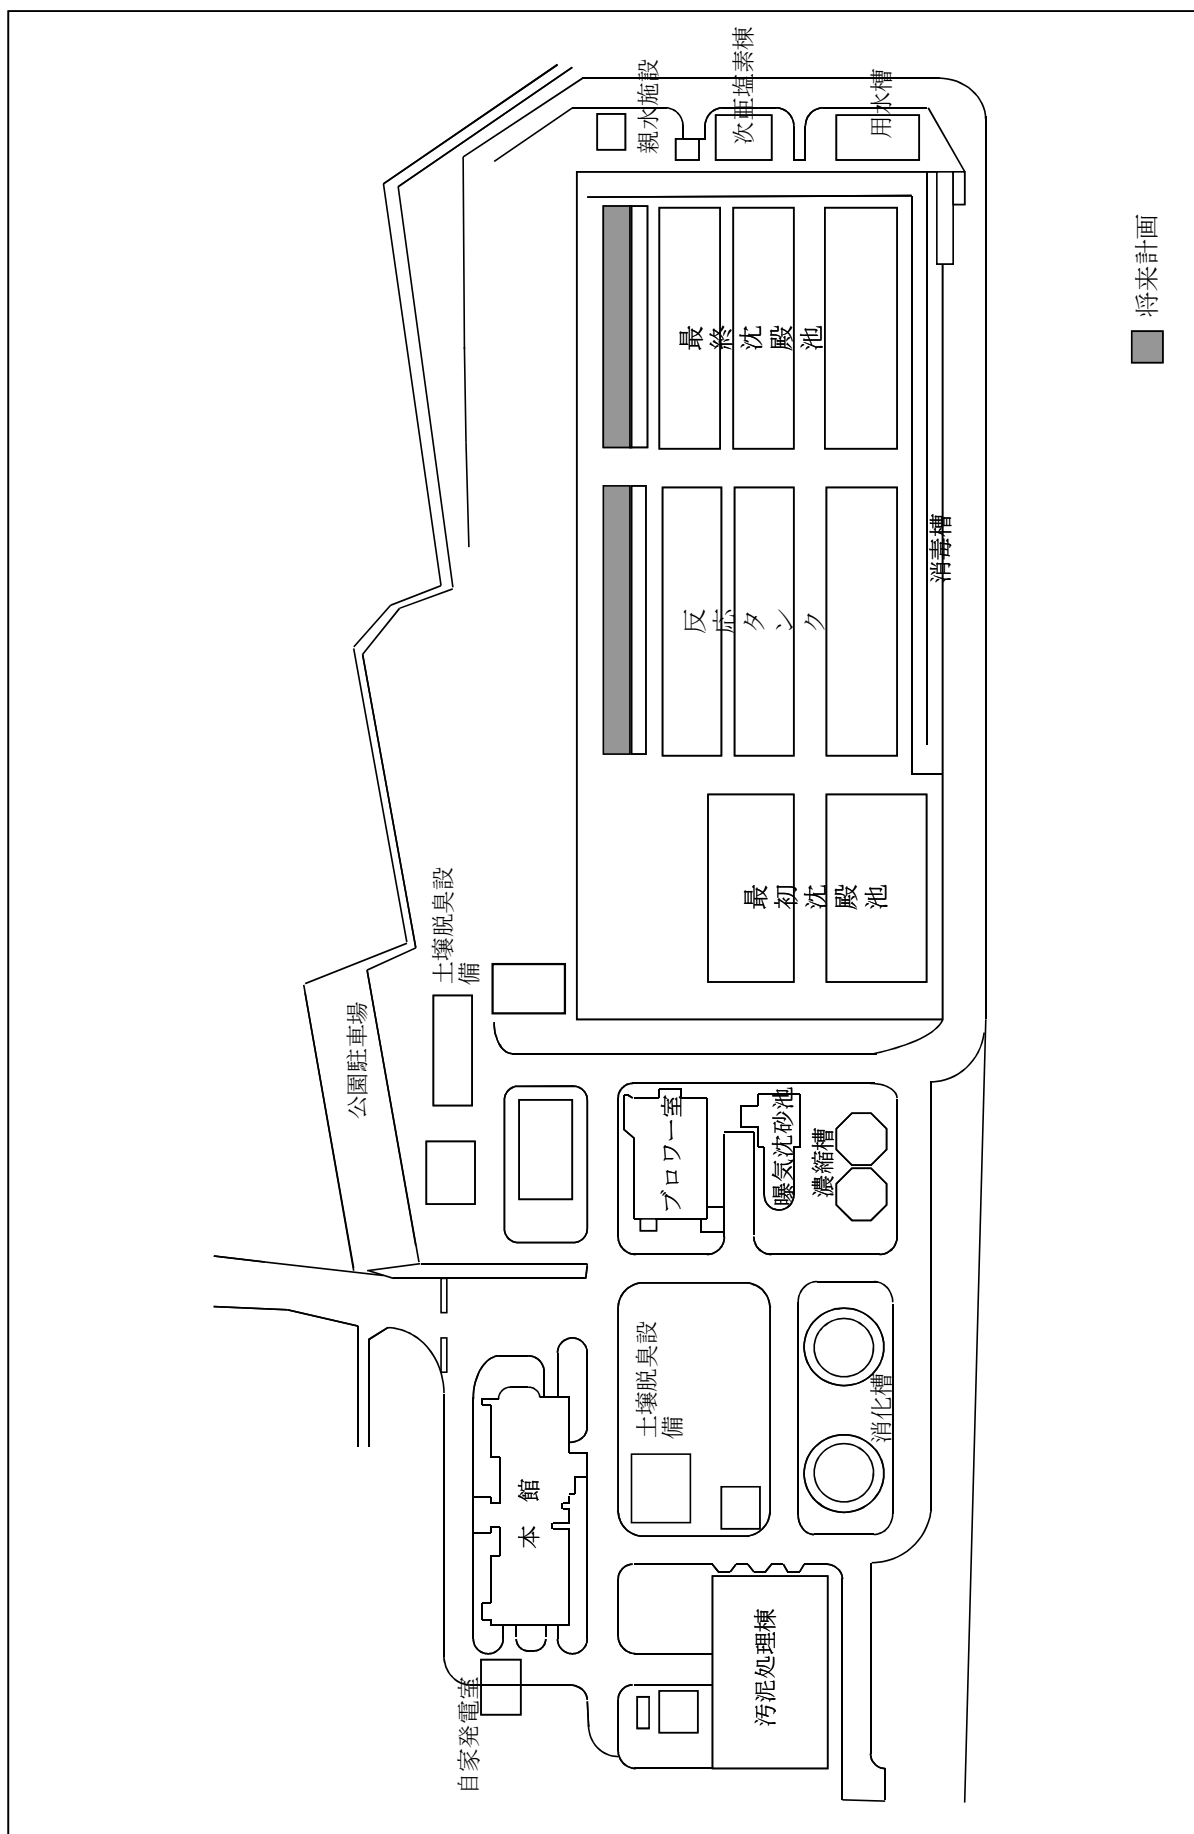 親水施設
次亜塩素棟
用水槽
将来計画
最終沈殿池
消毒槽
反応タンク
最初沈殿池
土壌脱臭設
備
公園駐車場
ブロワー室
曝気沈砂池
濃縮槽
土壌脱臭設
備
消化槽
本館
汚泥処理棟
自家発電室